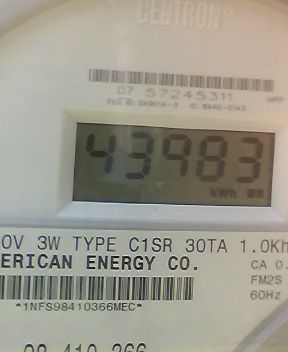 CENTRON
07 57245311
43983
kWh
0V 3W TYPE C1SR 30TA 1.0Kh
ERICAN ENERGY CO.
CA 0.
FM2S
60Hz
*1NFS98410366MEC*
98 410 366